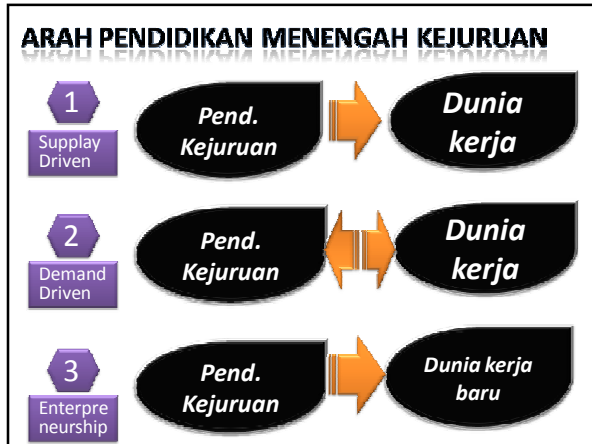 ARAH PENDIDIKAN MENENGAH KEJURUAN
1
Supplay
Driven
Pend.
Kejuruan
Dunia
kerja
2
Demand
Driven
Pend.
Kejuruan
Dunia
kerja
3
Enterpre
neurship
Pend.
Kejuruan
Dunia kerja
baru